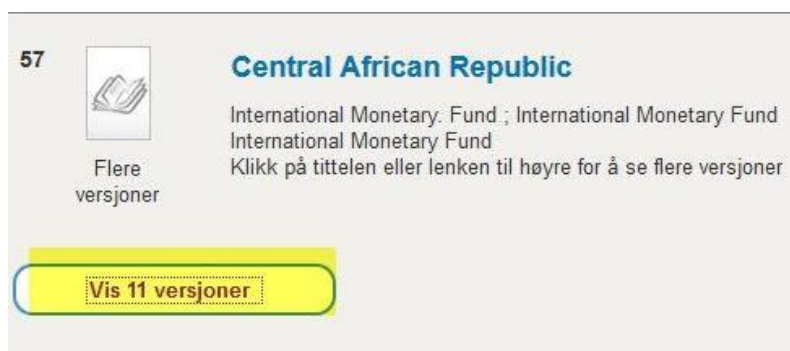 57
Central African Republic
International Monetary. Fund ; International Monetary Fund
International Monetary Fund
Klikk på tittelen eller lenken til høyre for å se flere versjoner
Flere
versjoner
Vis 11 versjoner